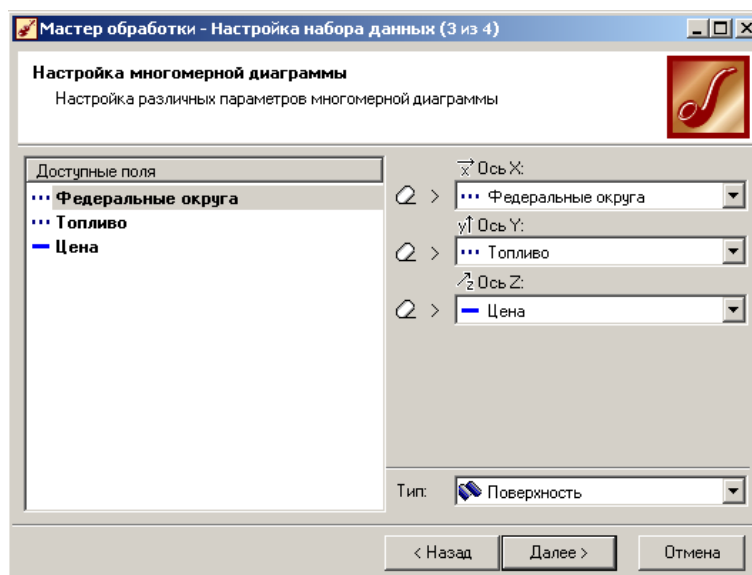 Мастер обработки - Настройка набора данных (3 из 4)
Настройка многомерной диаграммы
Настройка различных параметров многомерной диаграммы
Доступные поля
Федеральные округа
Топливо
Цена
x Ось X:
> Федеральные округа
y Ось Y:
> Топливо
z Ось Z:
> Цена
Тип: Поверхность
< Назад Далее > Отмена